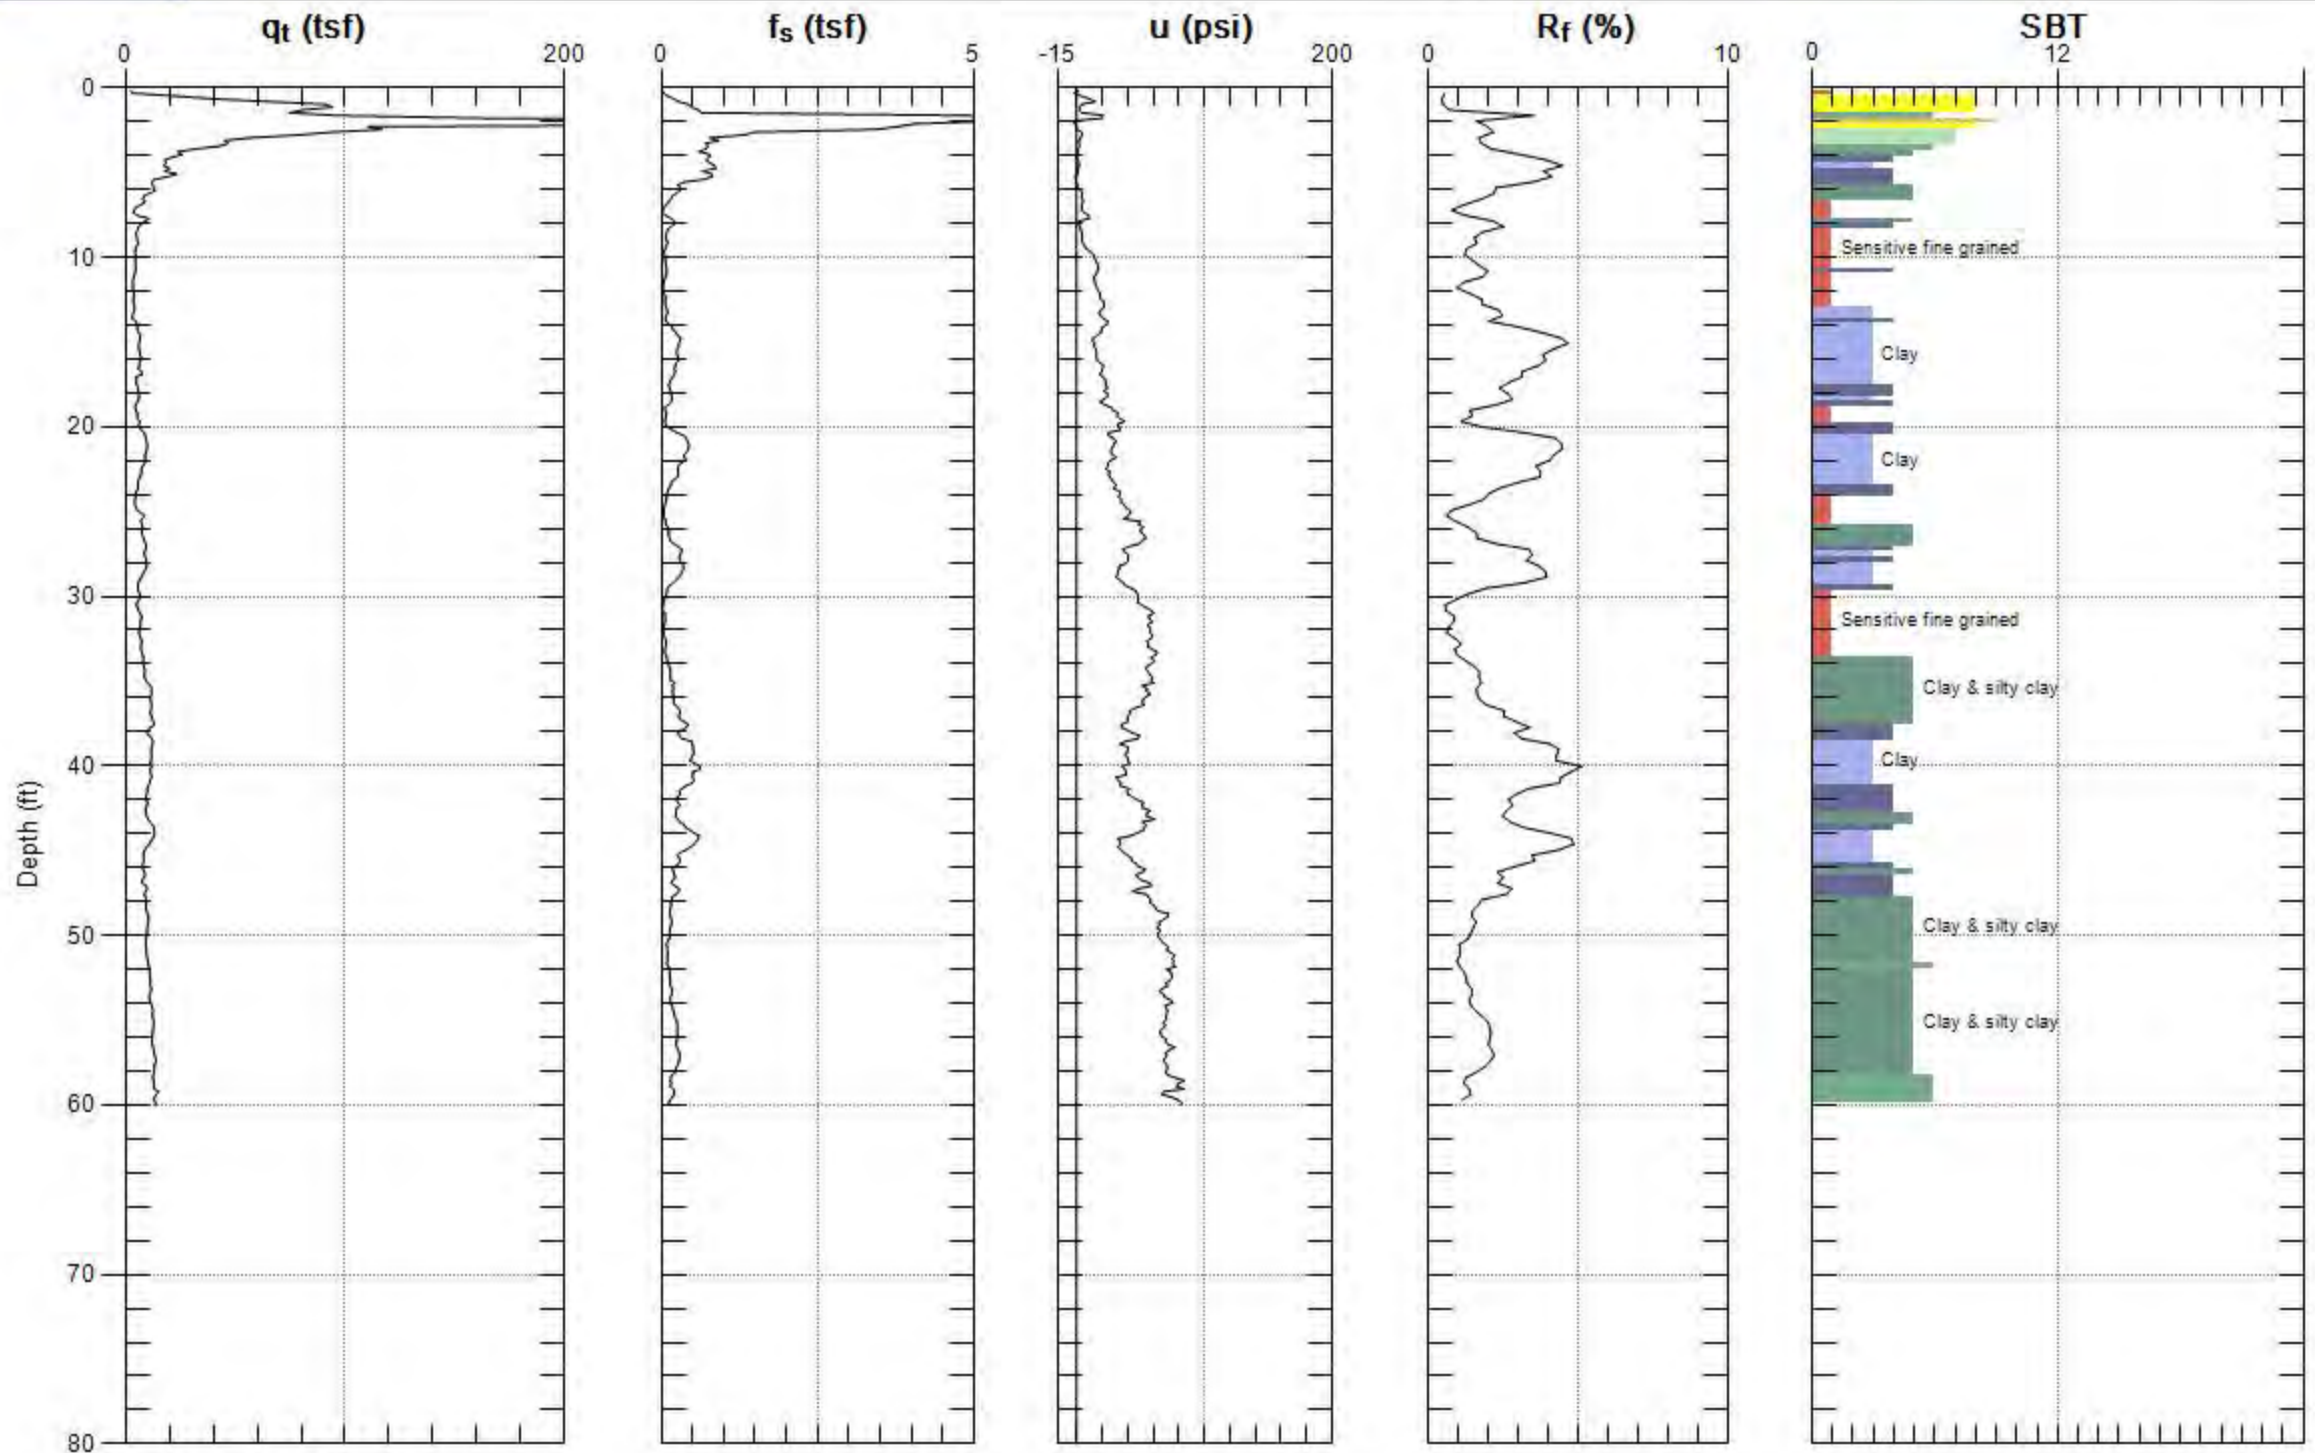 qt (tsf) fs (tsf) u (psi) Rf (%) SBT
0 200 0 5 -15 200 0 10 0 12
0
10
Sensitive fine grained
Clay
20
Clay
30
Sensitive fine grained
Clay & silty clay
40
Clay
Depth (ft)
50
Clay & silty clay
Clay & silty clay
60
70
80